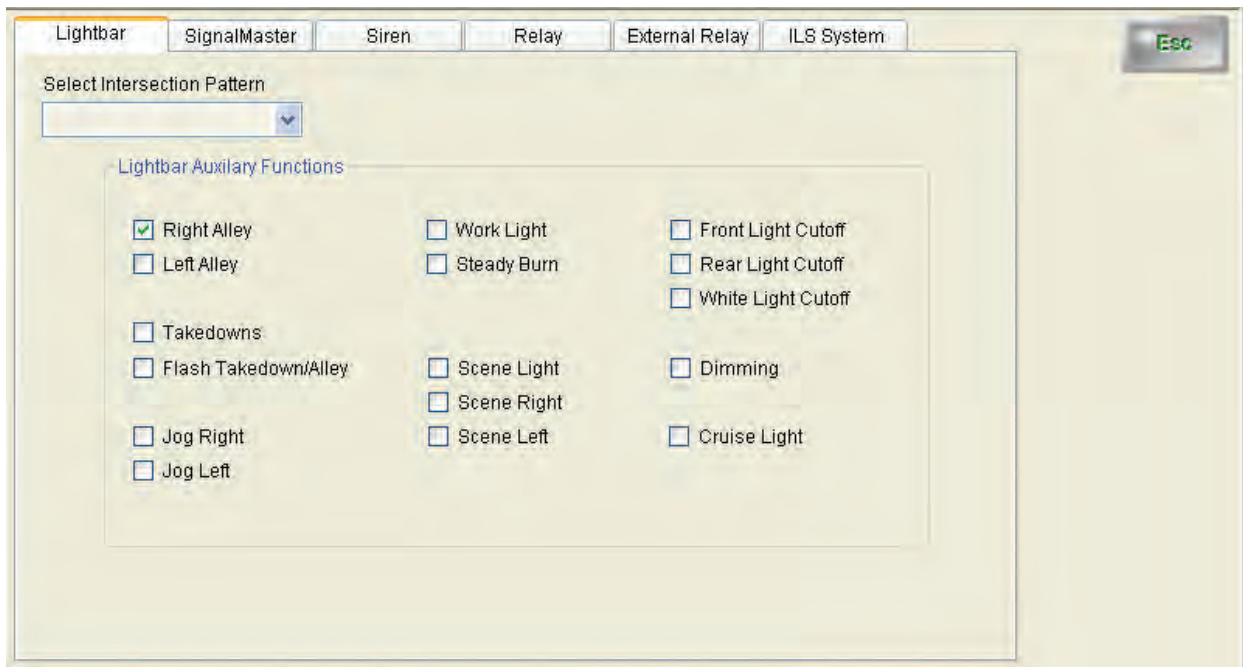 Lightbar SignalMaster Siren Relay External Relay ILS System
Esc
Select Intersection Pattern
Lightbar Auxilary Functions
Right Alley Work Light Front Light Cutoff
Left Alley Steady Burn Rear Light Cutoff
White Light Cutoff
Takedowns
Flash Takedown/Alley Scene Light Dimming
Scene Right
Jog Right Scene Left Cruise Light
Jog Left